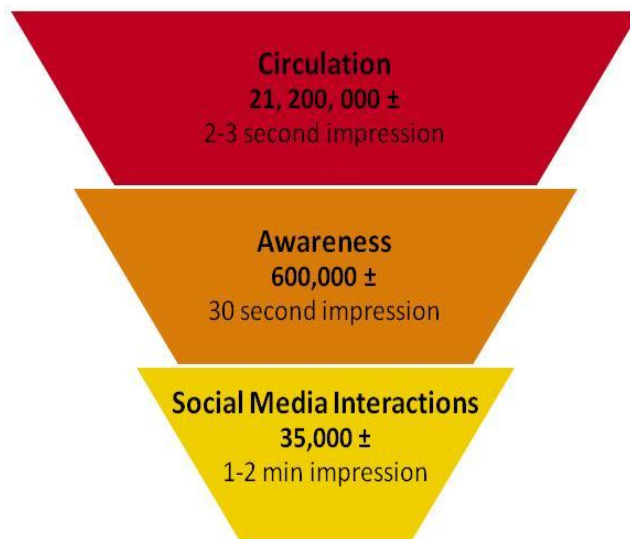 Circulation
21, 200, 000 ±
2-3 second impression
Awareness
600,000 ±
30 second impression
Social Media Interactions
35,000 ±
1-2 min impression